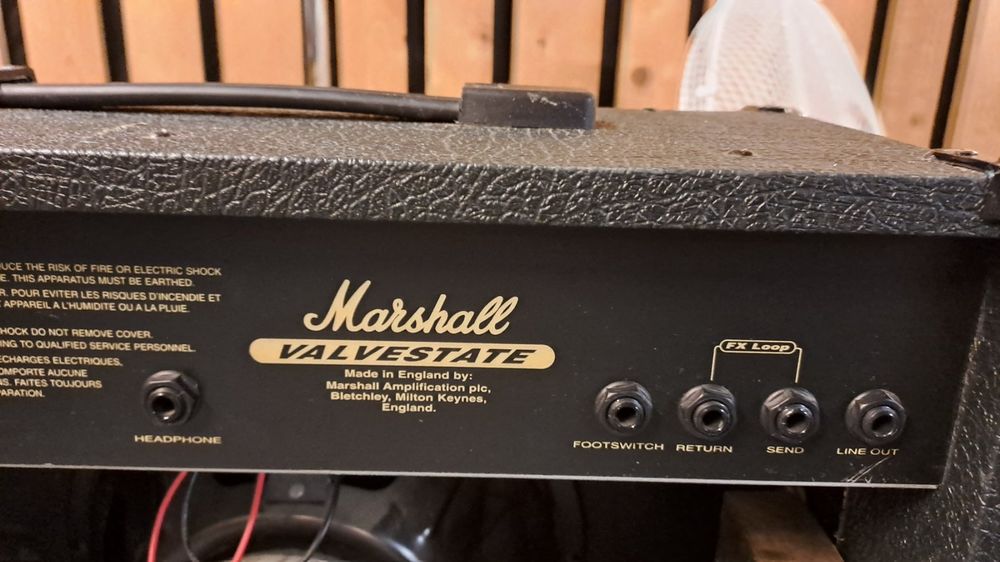 UCE THE RISK OF FIRE OR ELECTRIC SHOCK
E. THIS APPARATUS MUST BE EARTHED.
R. POUR EVITER LES RISQUES D'INCENDIE ET
APPAREIL A L'HUMIDITE OU A LA PLUIE.
HOCK DO NOT REMOVE COVER.
ING TO QUALIFIED SERVICE PERSONNEL.
ECHARGES ELECTRIQUES,
OMPORTE AUCUNE
NS. FAITES TOUJOURS
PARATION.
HEADPHONE
Marshall
VALVESTATE
Made in England by:
Marshall Amplification plc,
Bletchley, Milton Keynes,
England.
FX Loop
FOOTSWITCH
RETURN
SEND
LINE OUT